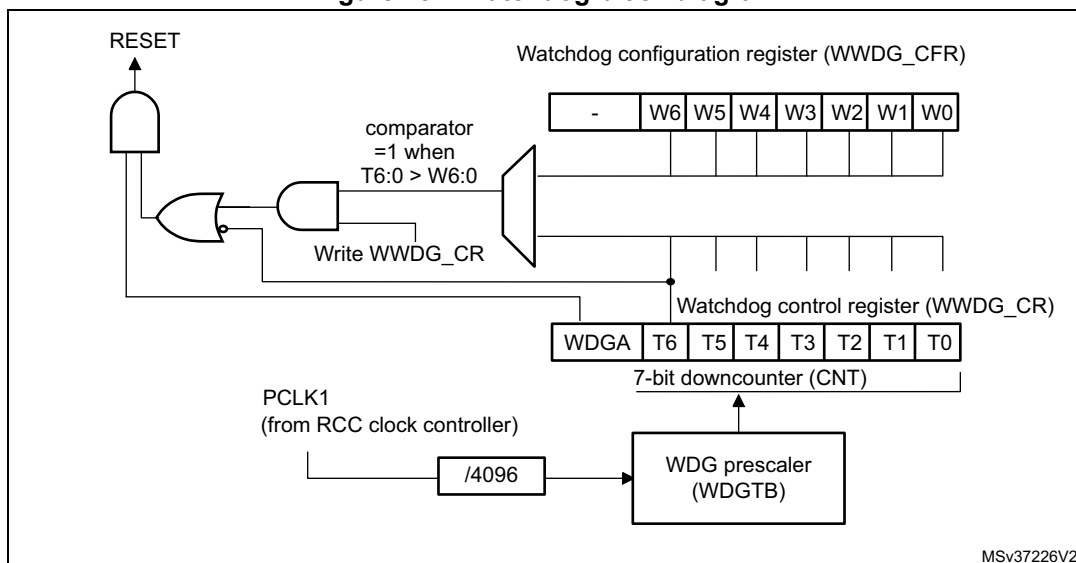 RESET
Watchdog configuration register (WWDG_CFR)
- W6 W5 W4 W3 W2 W1 W0
comparator
=1 when
T6:0 > W6:0
Write WWDG_CR
Watchdog control register (WWDG_CR)
WDGA T6 T5 T4 T3 T2 T1 T0
7-bit downcounter (CNT)
PCLK1
(from RCC clock controller)
/4096
WDG prescaler
(WDGTB)
MSv37226V2